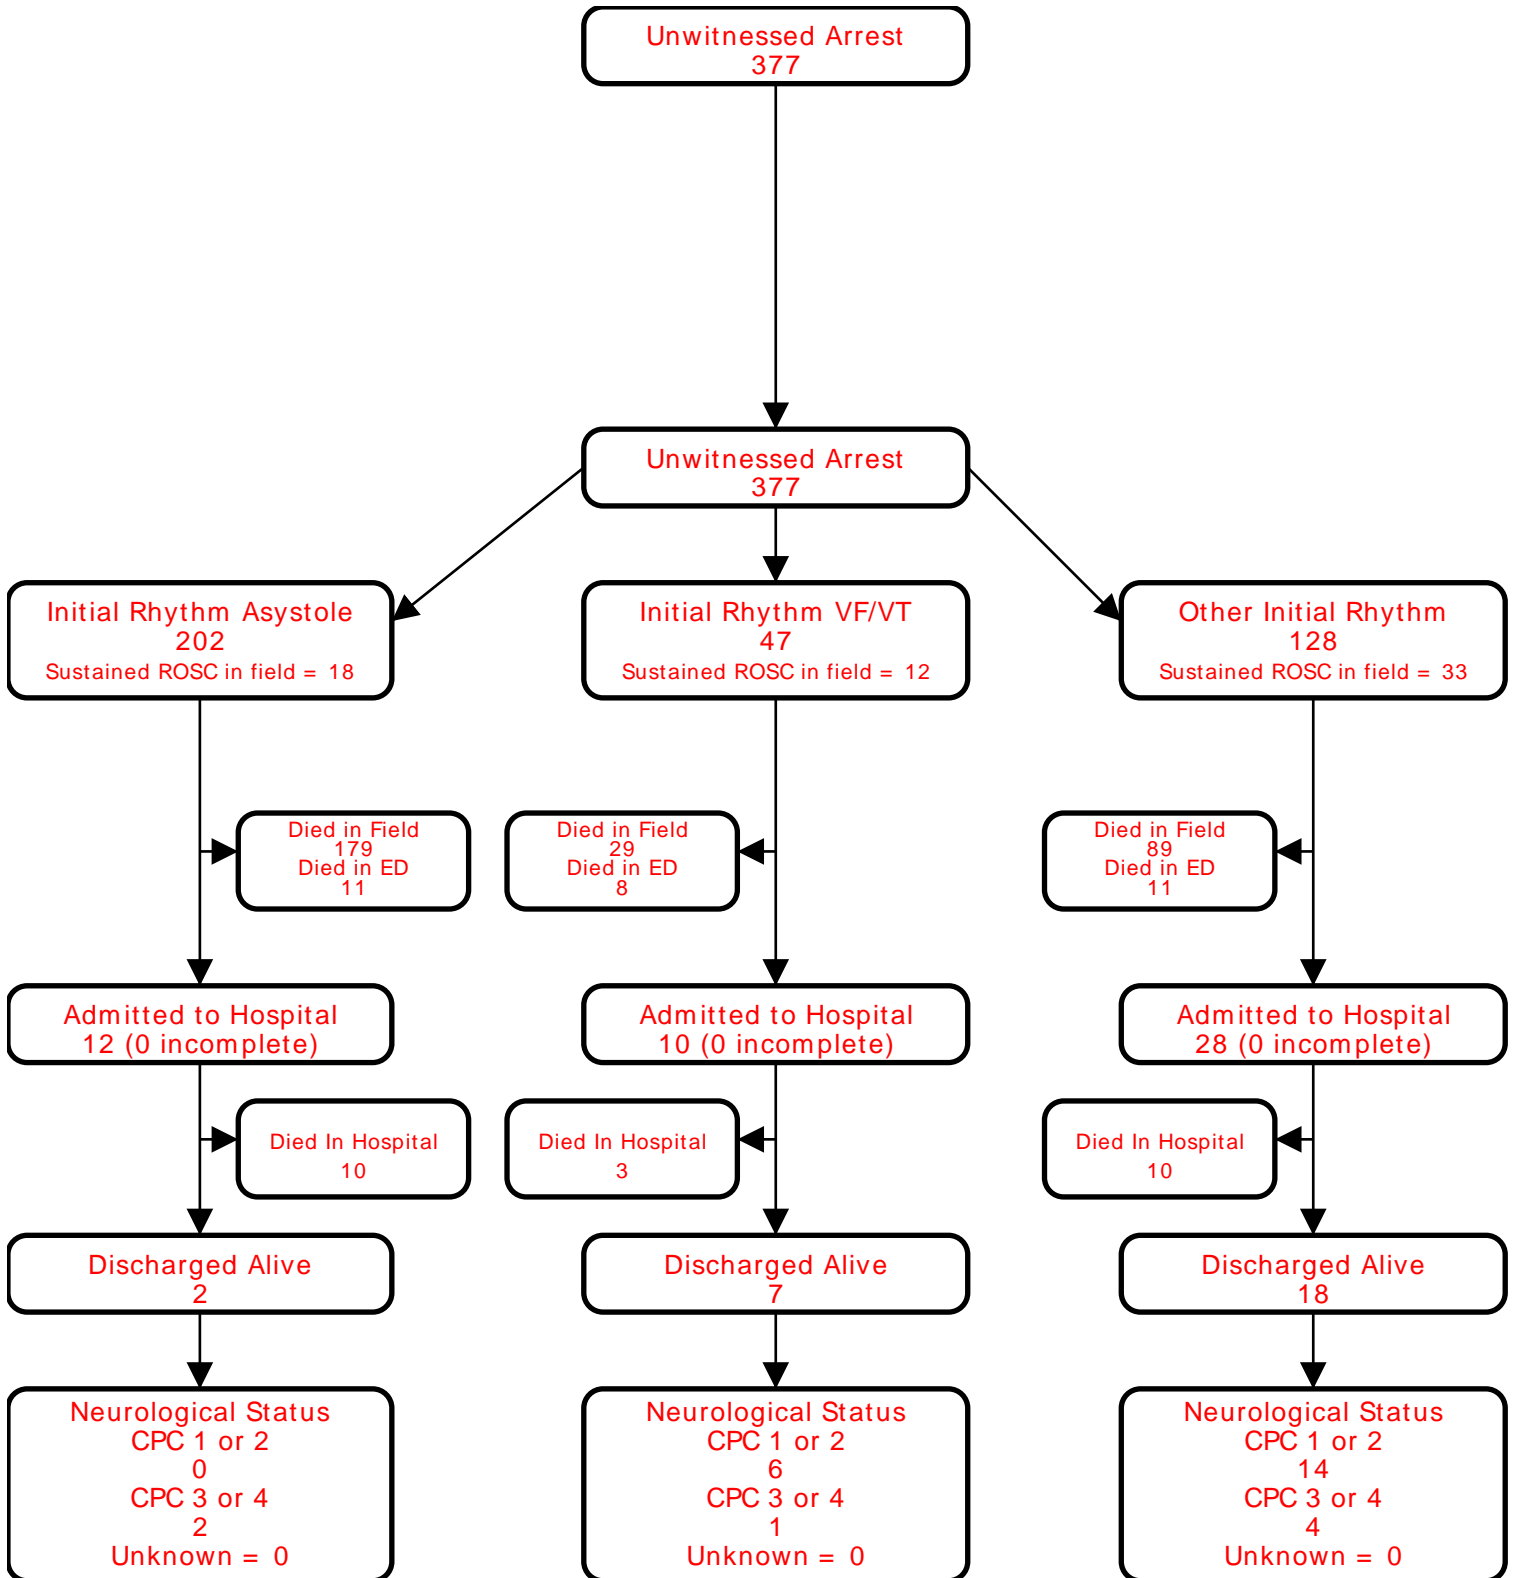 Unwitnessed Arrest
377
Unwitnessed Arrest
377
Initial Rhythm Asystole
202
Sustained ROSC in field = 18
Initial Rhythm VF/VT
47
Sustained ROSC in field = 12
Other Initial Rhythm
128
Sustained ROSC in field = 33
Died in Field
179
Died in ED
11
Died in Field
29
Died in ED
8
Died in Field
89
Died in ED
11
Admitted to Hospital
12 (0 incomplete)
Admitted to Hospital
10 (0 incomplete)
Admitted to Hospital
28 (0 incomplete)
Died In Hospital
10
Died In Hospital
3
Died In Hospital
10
Discharged Alive
2
Discharged Alive
7
Discharged Alive
18
Neurological Status
CPC 1 or 2
0
CPC 3 or 4
2
Unknown = 0
Neurological Status
CPC 1 or 2
6
CPC 3 or 4
1
Unknown = 0
Neurological Status
CPC 1 or 2
14
CPC 3 or 4
4
Unknown = 0